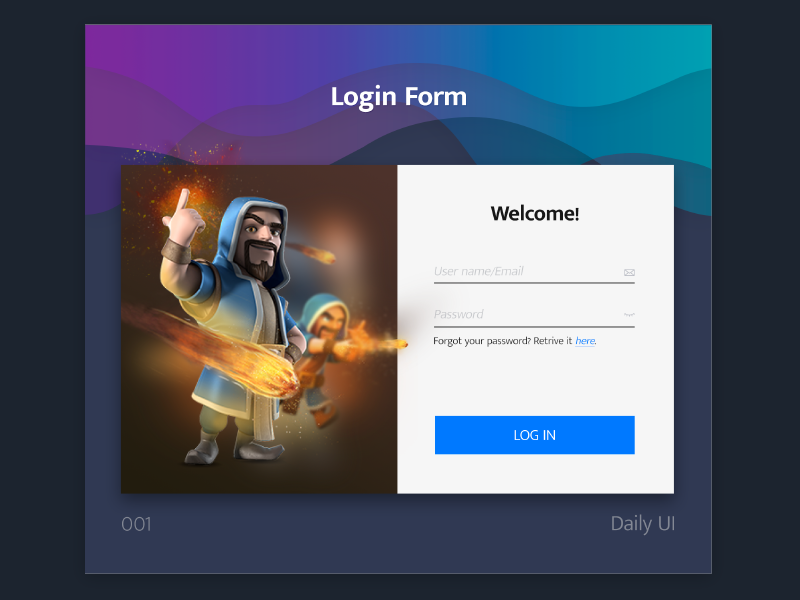 Login Form
Welcome!
User name/Email
Password
Forgot your password? Retrive it here.
LOG IN
001
Daily UI